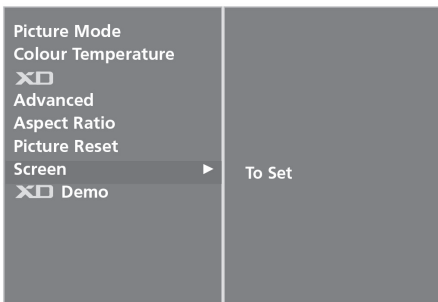 Picture Mode
Colour Temperature
XD
Advanced
Aspect Ratio
Picture Reset
Screen ► To Set
XD Demo